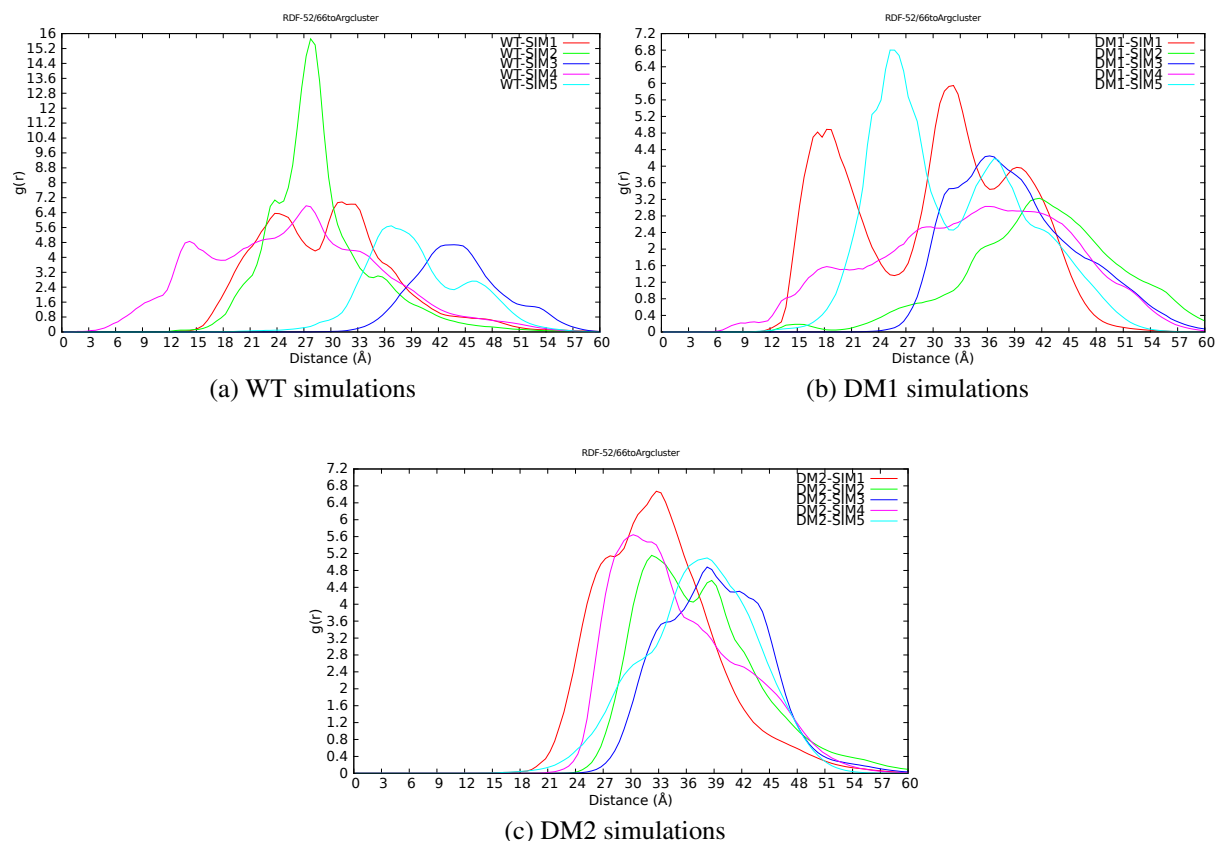 RDF-52/66toArgcluster
16
15.2
14.4
13.6
12.8
12
11.2
10.4
9.6
8.8
8
7.2
6.4
5.6
4.8
4
3.2
2.4
1.6
0.8
0
g(r)
WT-SIM1
WT-SIM2
WT-SIM3
WT-SIM4
WT-SIM5
0 3 6 9 12 15 18 21 24 27 30 33 36 39 42 45 48 51 54 57 60
Distance (Å)
(a) WT simulations
RDF-52/66toArgcluster
7.2
6.8
6.4
6
5.6
5.2
4.8
4.4
4
3.6
3.2
2.8
2.4
2
1.6
1.2
0.8
0.4
0
g(r)
DM1-SIM1
DM1-SIM2
DM1-SIM3
DM1-SIM4
DM1-SIM5
0 3 6 9 12 15 18 21 24 27 30 33 36 39 42 45 48 51 54 57 60
Distance (Å)
(b) DM1 simulations
RDF-52/66toArgcluster
7.2
6.8
6.4
6
5.6
5.2
4.8
4.4
4
3.6
3.2
2.8
2.4
2
1.6
1.2
0.8
0.4
0
g(r)
DM2-SIM1
DM2-SIM2
DM2-SIM3
DM2-SIM4
DM2-SIM5
0 3 6 9 12 15 18 21 24 27 30 33 36 39 42 45 48 51 54 57 60
Distance (Å)
(c) DM2 simulations